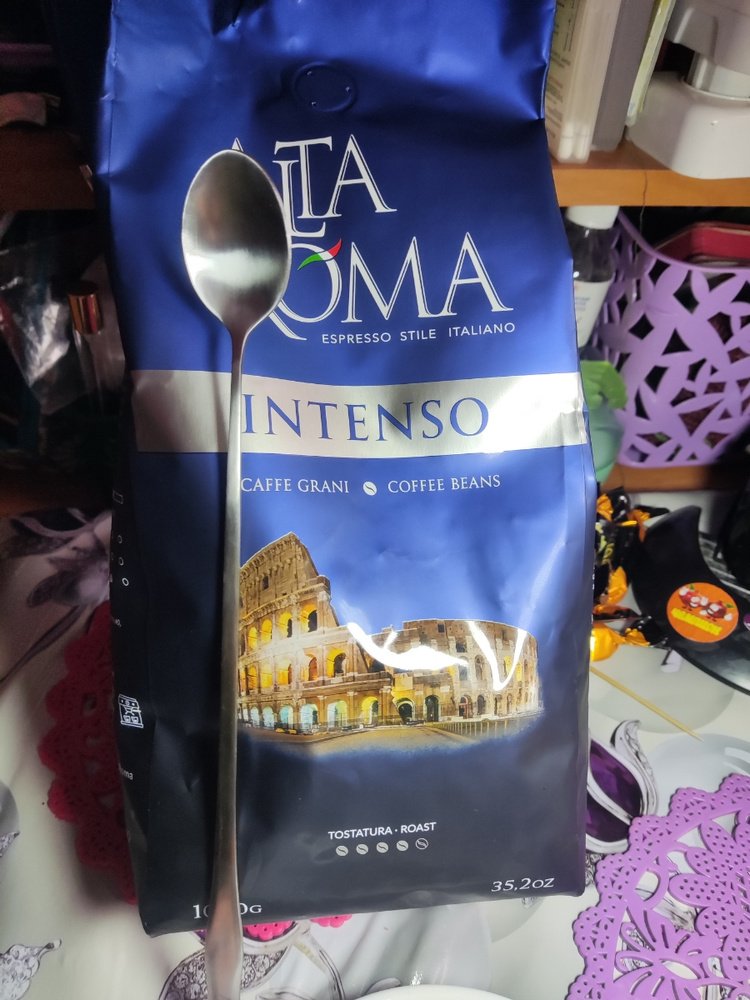 ALTA
ROMA
ESPRESSO STILE ITALIANO
INTENSO
CAFFE GRANI COFFEE BEANS
TOSTATURA · ROAST
35.2OZ